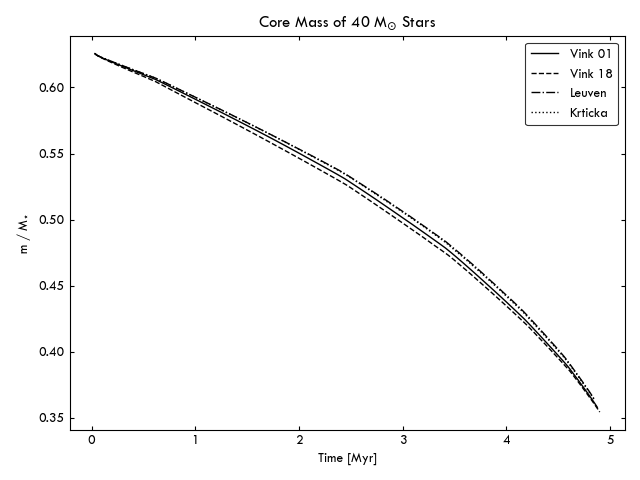 Core Mass of 40 M☉ Stars
Vink 01
Vink 18
Leuven
Krticka
0.60
0.55
0.50
0.45
0.40
0.35
m / M⋆
0 1 2 3 4 5
Time [Myr]